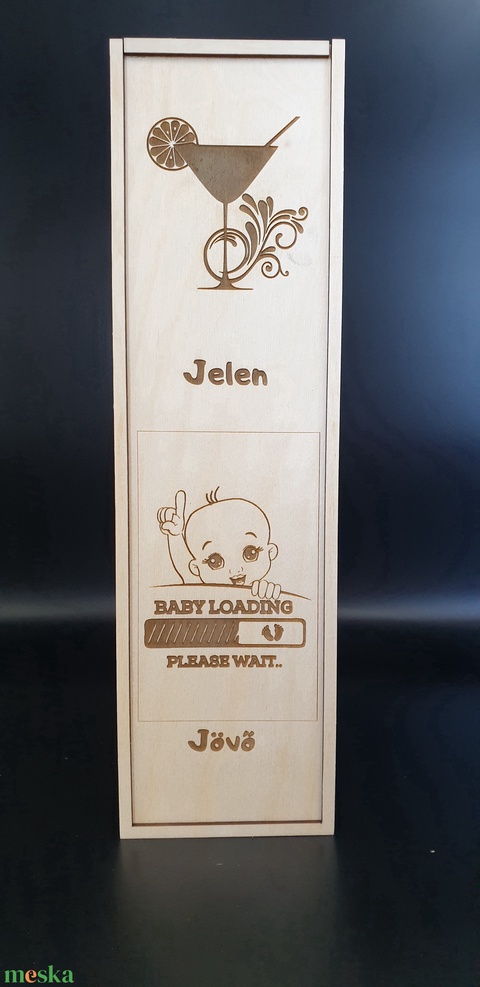 Jelen
BABY LOADING
PLEASE WAIT..
Jövő
meska